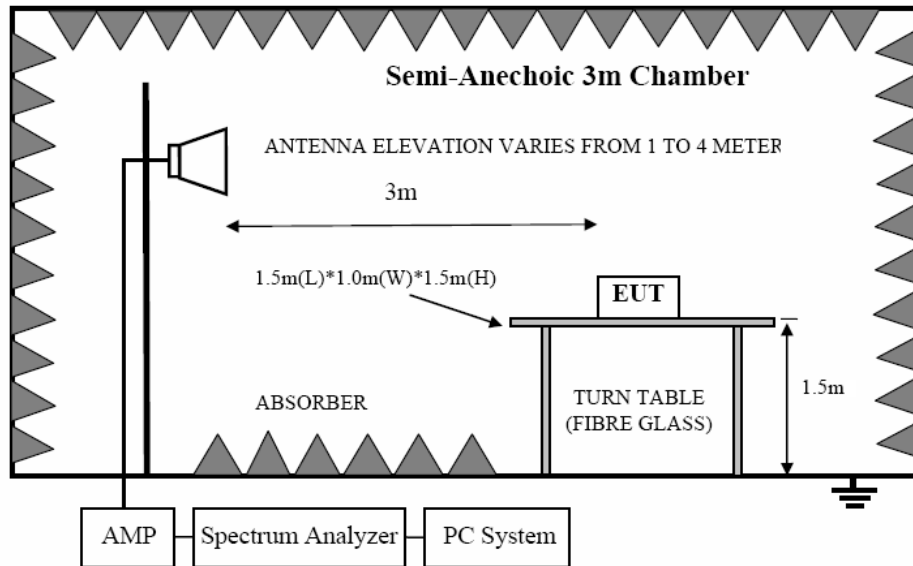 Semi-Anechoic 3m Chamber
ANTENNA ELEVATION VARIES FROM 1 TO 4 METER
3m
1.5m(L)*1.0m(W)*1.5m(H)
EUT
ABSORBER
TURN TABLE
(FIBRE GLASS)
1.5m
AMP
Spectrum Analyzer
PC System